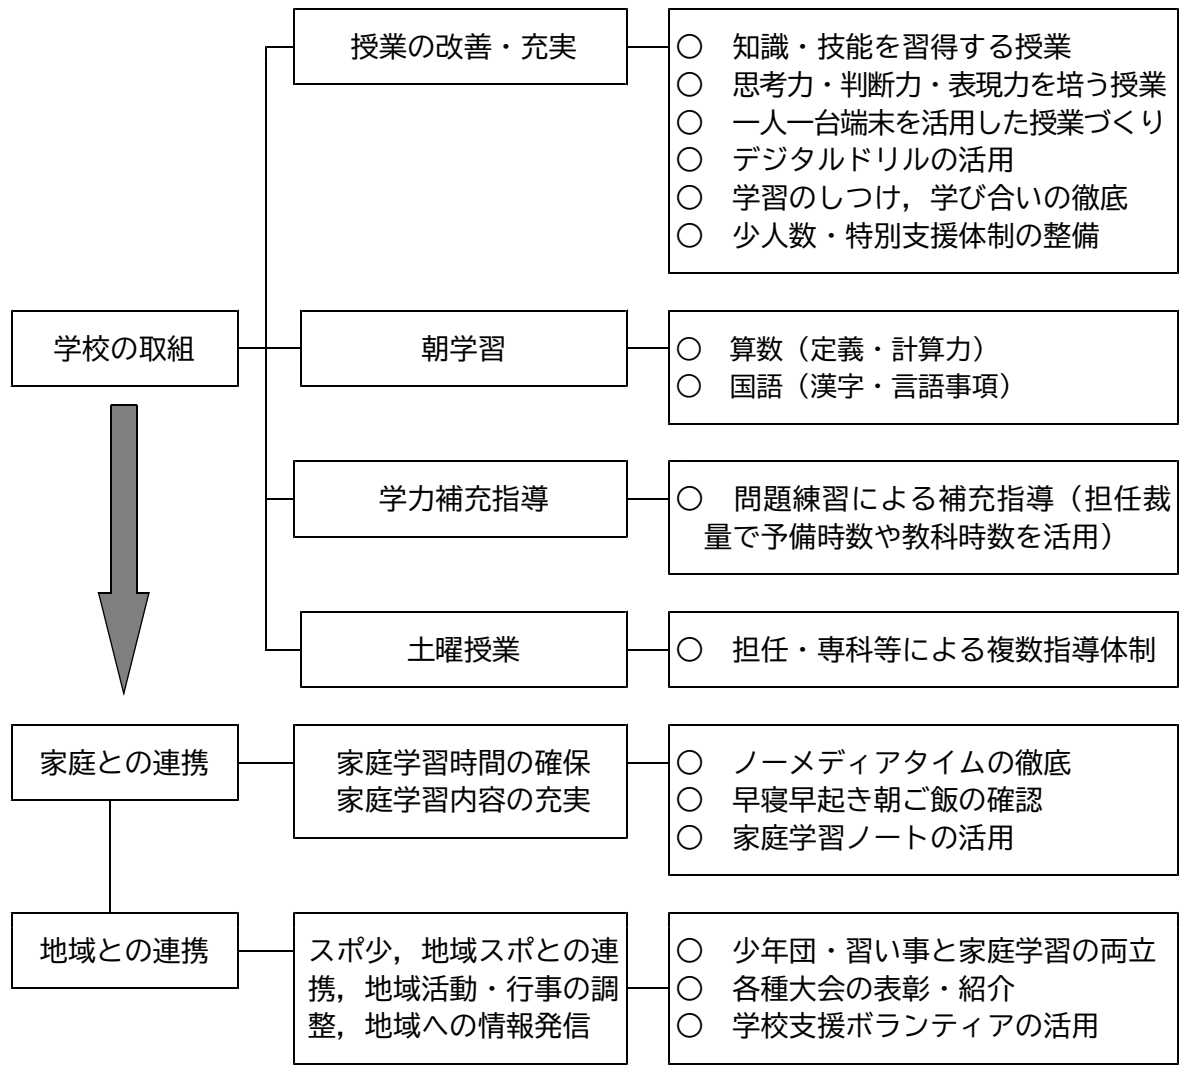 授業の改善・充実
○　知識・技能を習得する授業
○　思考力・判断力・表現力を培う授業
○　一人一台端末を活用した授業づくり
○　デジタルドリルの活用
○　学習のしつけ，学び合いの徹底
○　少人数・特別支援体制の整備
学校の取組
朝学習
○　算数（定義・計算力）
○　国語（漢字・言語事項）
学力補充指導
○　問題練習による補充指導（担任裁
量で予備時数や教科時数を活用）
土曜授業
○　担任・専科等による複数指導体制
家庭との連携
家庭学習時間の確保
家庭学習内容の充実
○　ノーメディアタイムの徹底
○　早寝早起き朝ご飯の確認
○　家庭学習ノートの活用
地域との連携
スポ少，地域スポとの連
携，地域活動・行事の調
整，地域への情報発信
○　少年団・習い事と家庭学習の両立
○　各種大会の表彰・紹介
○　学校支援ボランティアの活用